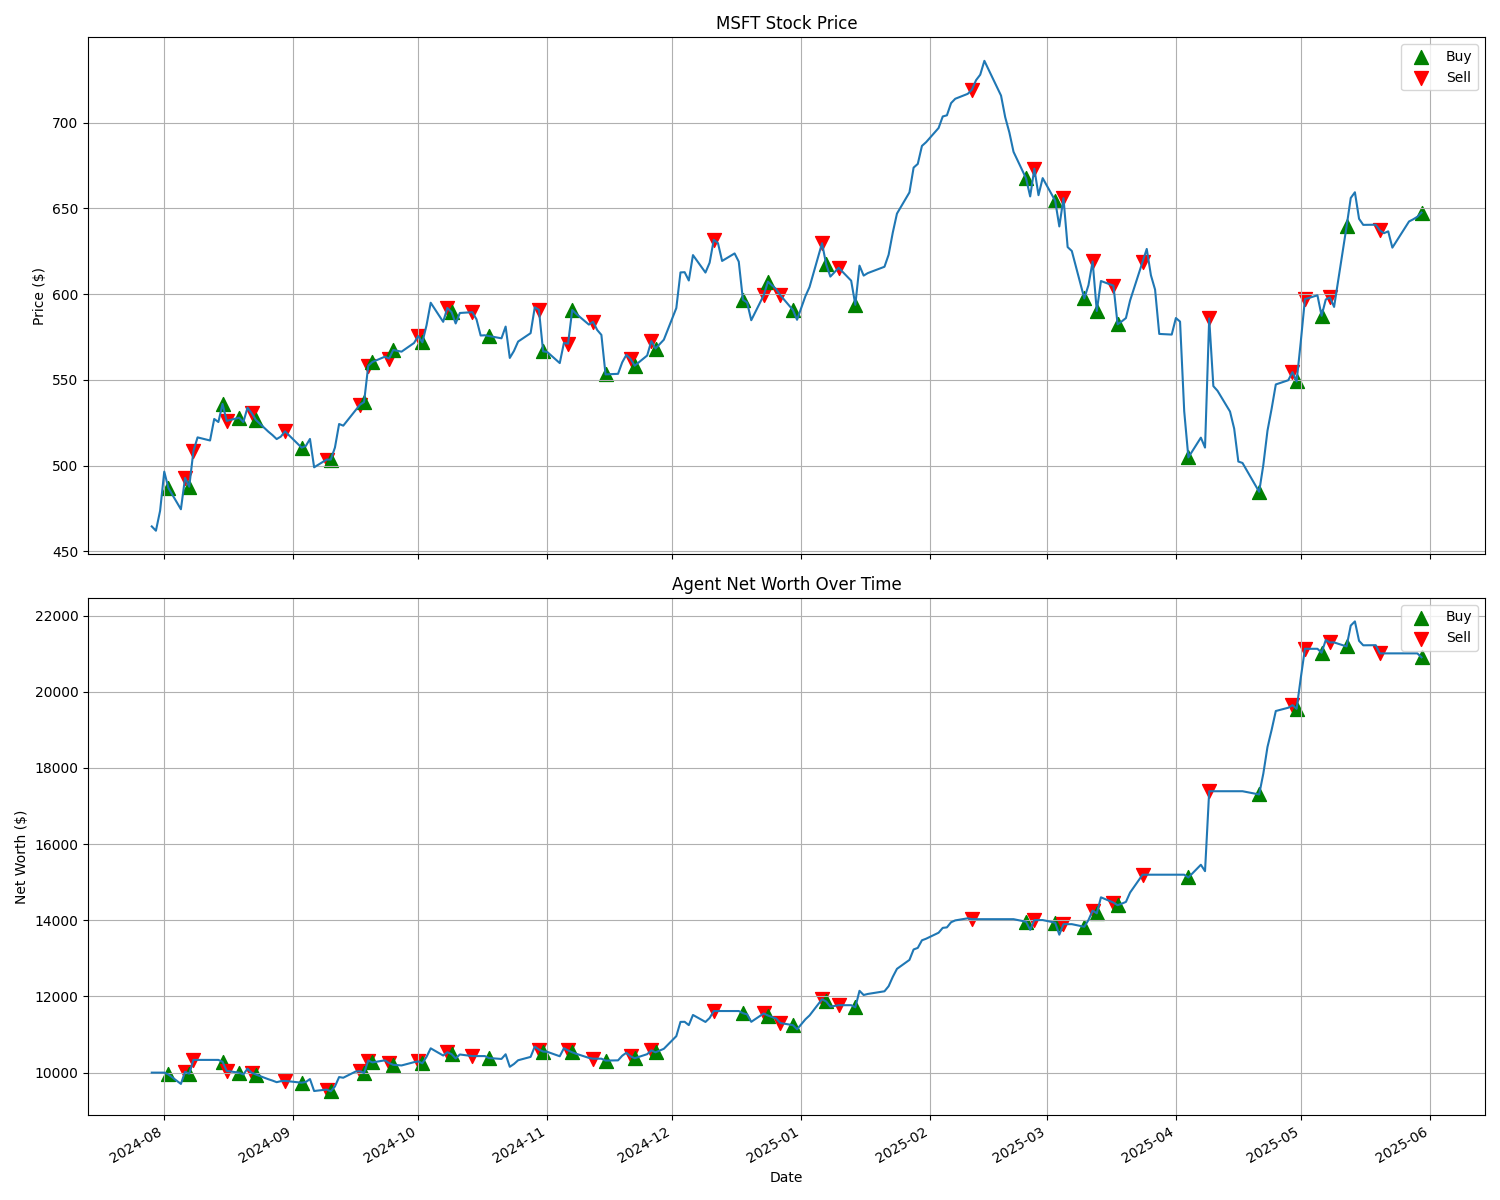 MSFT Stock Price
Buy
Sell
Price ($)
700
650
600
550
500
450
Agent Net Worth Over Time
Buy
Sell
Net Worth ($)
22000
20000
18000
16000
14000
12000
10000
2024-08
2024-09
2024-10
2024-11
2024-12
2025-01
2025-02
2025-03
2025-04
2025-05
2025-06
Date